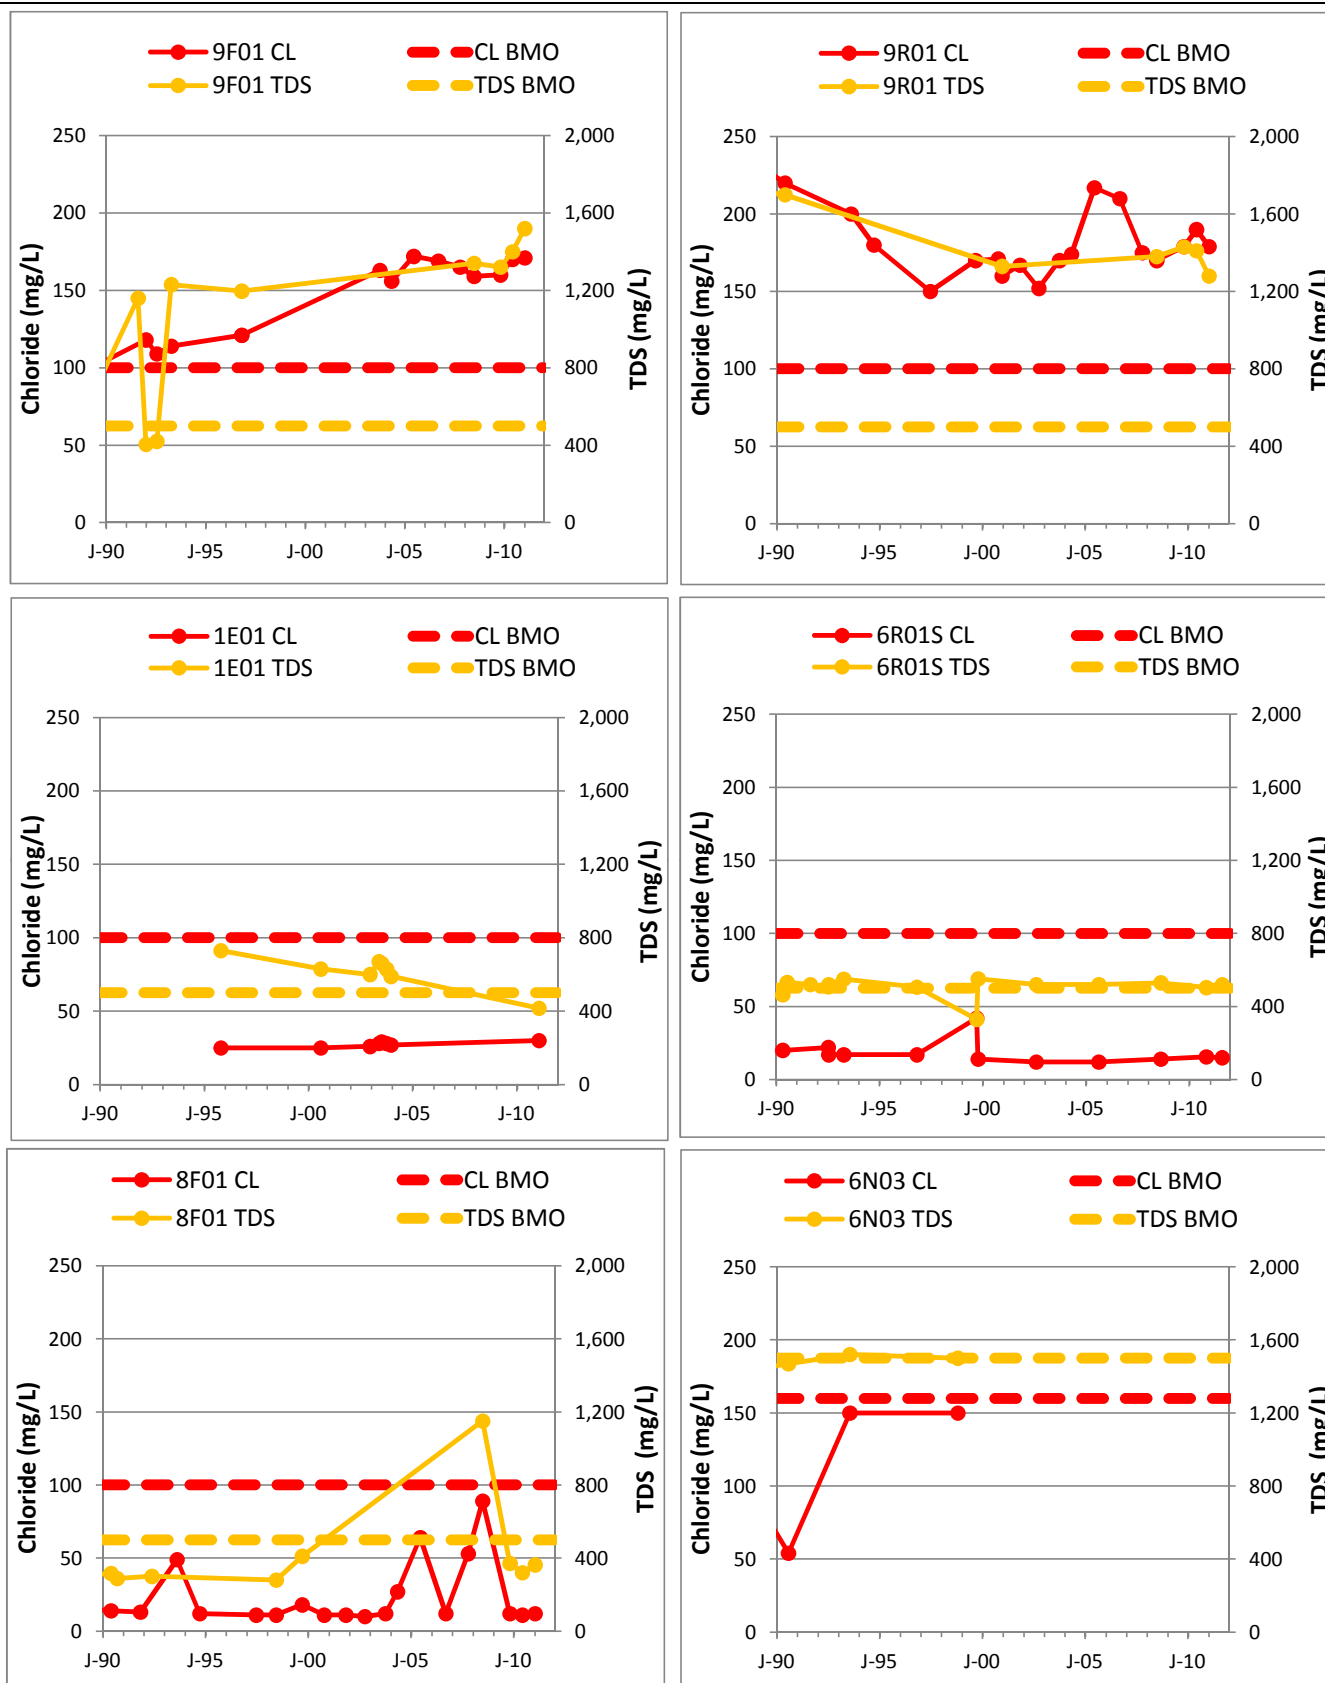 9F01 CL
CL BMO
9F01 TDS
TDS BMO
250
200
150
100
50
0
2,000
1,600
1,200
800
400
0
Chloride (mg/L)
TDS (mg/L)
J-90
J-95
J-00
J-05
J-10
9R01 CL
CL BMO
9R01 TDS
TDS BMO
250
200
150
100
50
0
2,000
1,600
1,200
800
400
0
Chloride (mg/L)
TDS (mg/L)
J-90
J-95
J-00
J-05
J-10
1E01 CL
CL BMO
1E01 TDS
TDS BMO
250
200
150
100
50
0
2,000
1,600
1,200
800
400
0
Chloride (mg/L)
TDS (mg/L)
J-90
J-95
J-00
J-05
J-10
6R01S CL
CL BMO
6R01S TDS
TDS BMO
250
200
150
100
50
0
2,000
1,600
1,200
800
400
0
Chloride (mg/L)
TDS (mg/L)
J-90
J-95
J-00
J-05
J-10
8F01 CL
CL BMO
8F01 TDS
TDS BMO
250
200
150
100
50
0
2,000
1,600
1,200
800
400
0
Chloride (mg/L)
TDS (mg/L)
J-90
J-95
J-00
J-05
J-10
6N03 CL
CL BMO
6N03 TDS
TDS BMO
250
200
150
100
50
0
2,000
1,600
1,200
800
400
0
Chloride (mg/L)
TDS (mg/L)
J-90
J-95
J-00
J-05
J-10